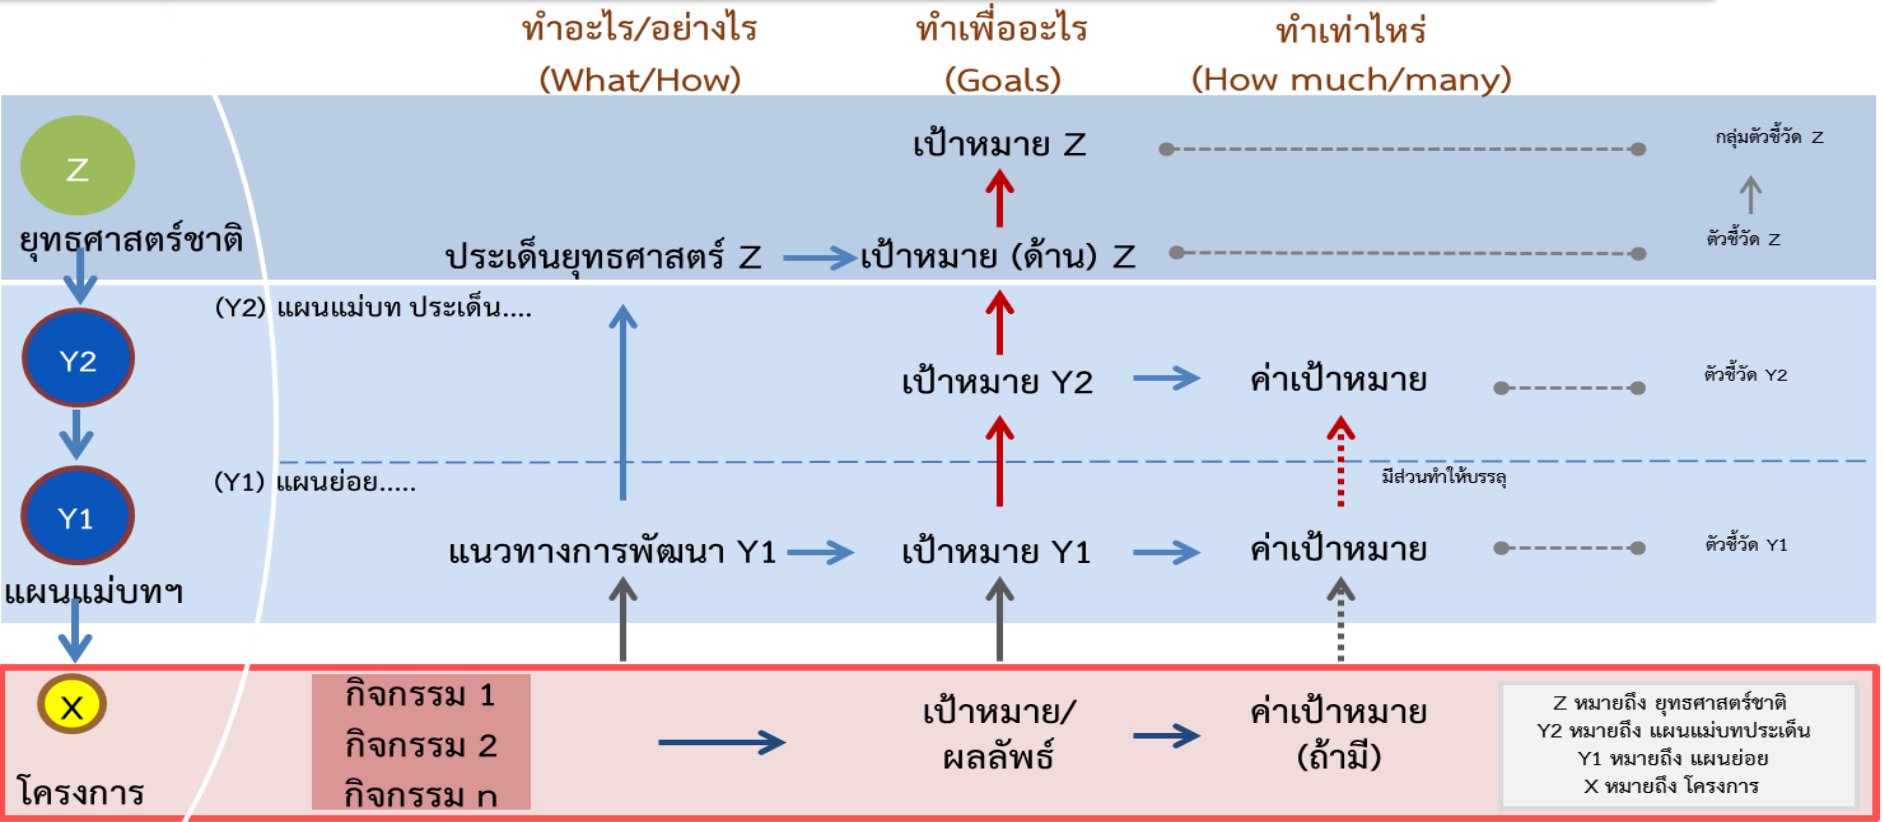 ทำอะไร/อย่างไร
(What/How)
ทำเพื่ออะไร
(Goals)
ทำเท่าไหร่
(How much/many)
Z
ยุทธศาสตร์ชาติ
เป้าหมาย Z
กลุ่มตัวชี้วัด Z
ประเด็นยุทธศาสตร์ Z
เป้าหมาย (ด้าน) Z
ตัวชี้วัด Z
(Y2) แผนแม่บท ประเด็น....
Y2
เป้าหมาย Y2
ค่าเป้าหมาย
ตัวชี้วัด Y2
(Y1) แผนย่อย.....
มีส่วนทำให้บรรลุ
Y1
แผนแม่บทฯ
แนวทางการพัฒนา Y1
เป้าหมาย Y1
ค่าเป้าหมาย
ตัวชี้วัด Y1
X
โครงการ
กิจกรรม 1
กิจกรรม 2
กิจกรรม n
เป้าหมาย/
ผลลัพธ์
ค่าเป้าหมาย
(ถ้ามี)
Z หมายถึง ยุทธศาสตร์ชาติ
Y2 หมายถึง แผนแม่บทประเด็น
Y1 หมายถึง แผนย่อย
X หมายถึง โครงการ